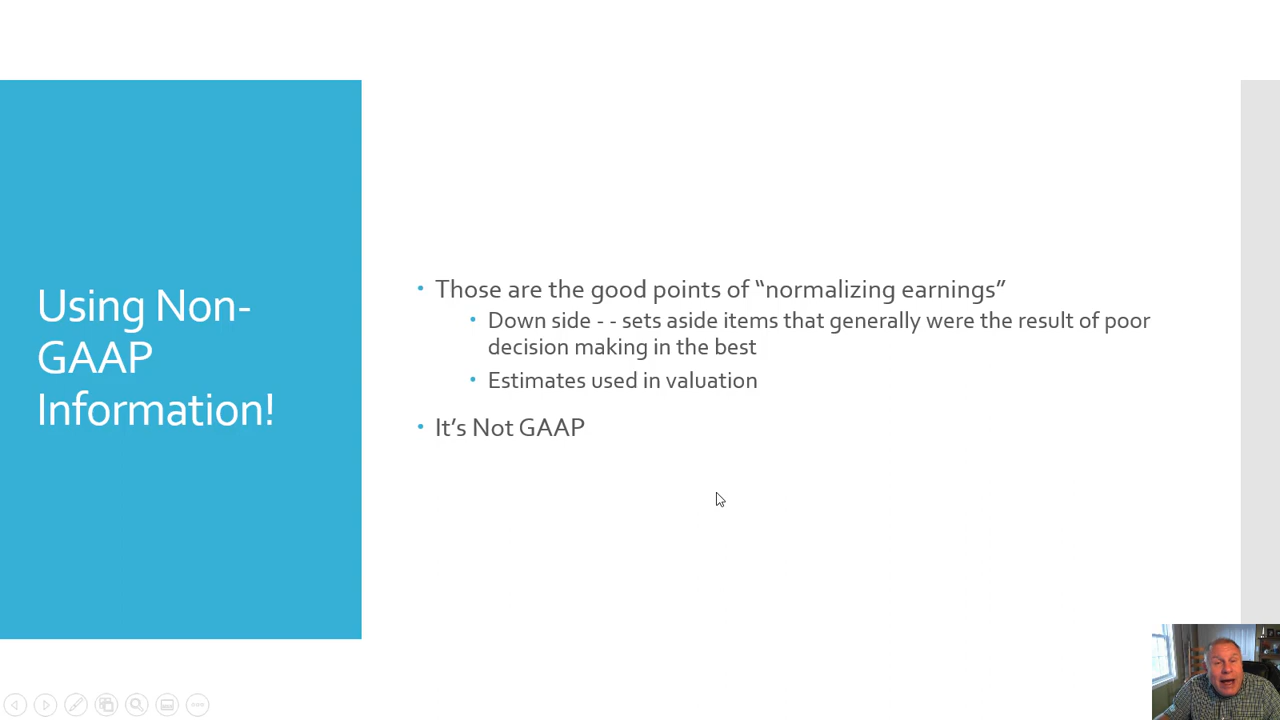 Using Non-
GAAP
Information!
• Those are the good points of “normalizing earnings”
• Down side - - sets aside items that generally were the result of poor
decision making in the best
• Estimates used in valuation
• It’s Not GAAP